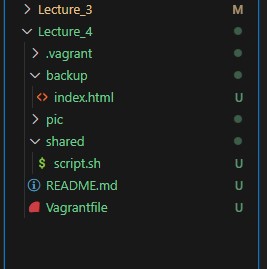 Lecture_3 M
Lecture_4
.vagrant
backup
index.html U
pic
shared
$ script.sh U
README.md U
Vagrantfile U